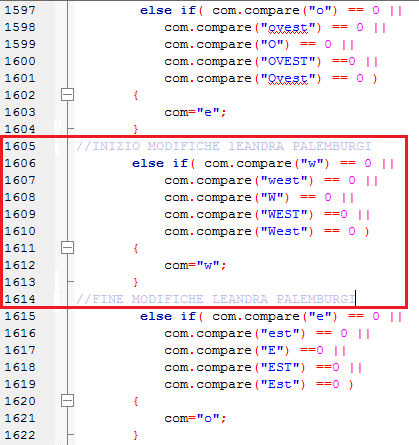 1597 else if( com.compare("o") == 0 ||
1598 com.compare("ovest") == 0 ||
1599 com.compare("O") == 0 ||
1600 com.compare("OVEST") ==0 ||
1601 com.compare("Ovest") == 0 )
1602 {
1603 com="e";
1604 }
1605 //INIZIO MODIFICHE lEANDRA PALEMBURGI
1606 else if( com.compare("w") == 0 ||
1607 com.compare("west") == 0 ||
1608 com.compare("W") == 0 ||
1609 com.compare("WEST") ==0 ||
1610 com.compare("West") == 0 )
1611 {
1612 com="w";
1613 }
1614 //FINE MODIFICHE LEANDRA PALEMBURGI
1615 else if( com.compare("e") == 0 ||
1616 com.compare("est") == 0 ||
1617 com.compare("E") ==0 ||
1618 com.compare("EST") ==0 ||
1619 com.compare("Est") ==0 )
1620 {
1621 com="o";
1622 }